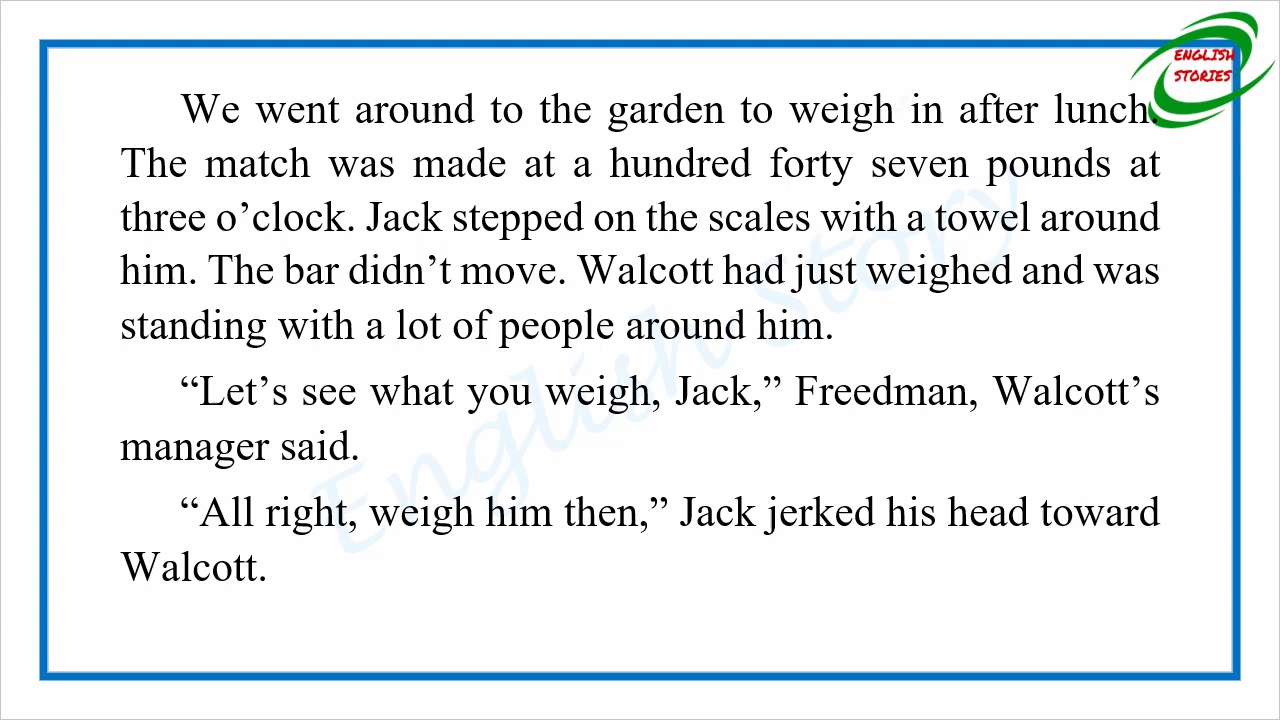 ENGLISH
STORIES
We went around to the garden to weigh in after lunch.
The match was made at a hundred forty seven pounds at
three o’clock. Jack stepped on the scales with a towel around
him. The bar didn’t move. Walcott had just weighed and was
standing with a lot of people around him.
“Let’s see what you weigh, Jack,” Freedman, Walcott’s
manager said.
“All right, weigh him then,” Jack jerked his head toward
Walcott.
English Story